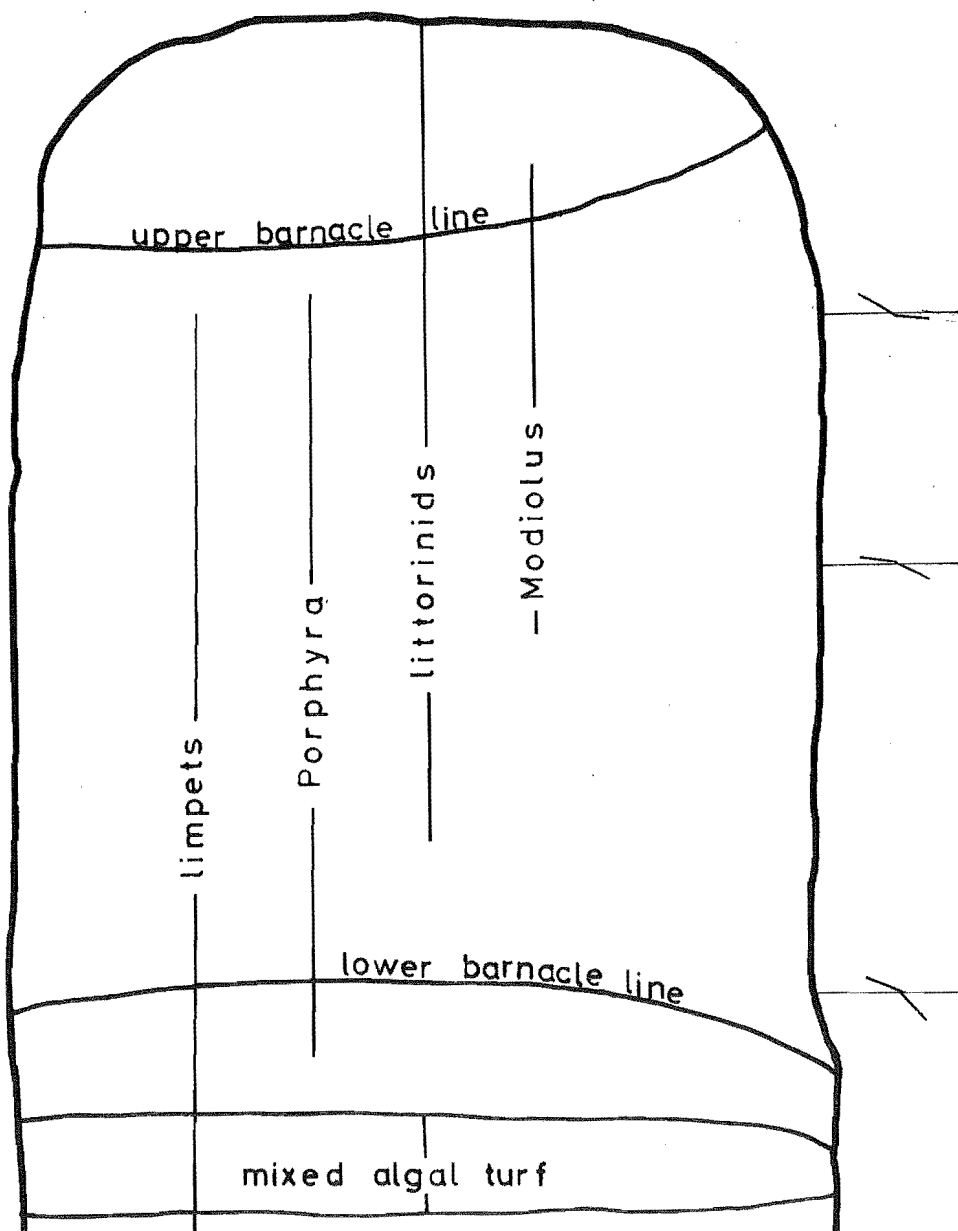 upper barnacle line
limpets
Porphyra
littorinids
Modiolus
lower barnacle line
mixed algal turf